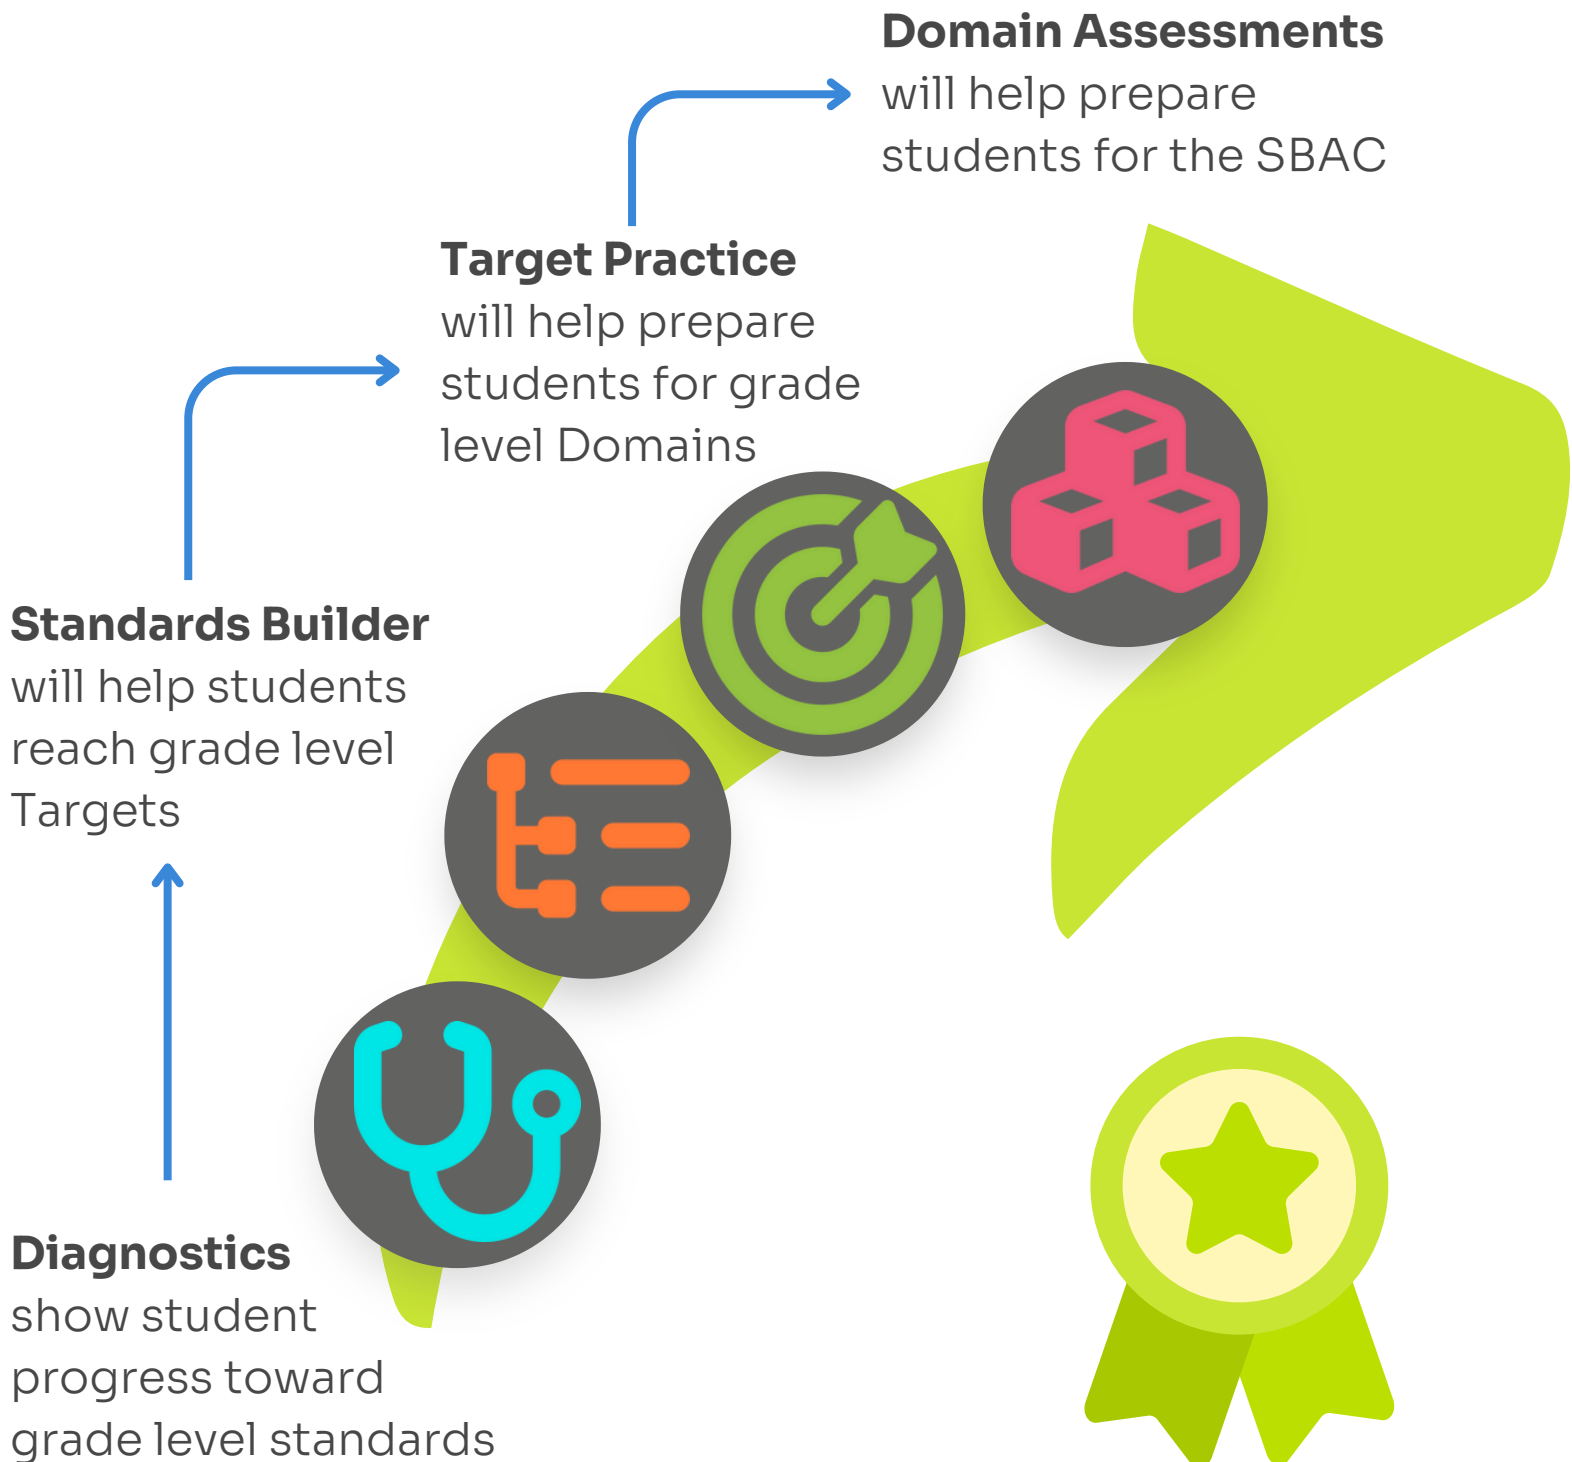 Domain Assessments
will help prepare
students for the SBAC
Target Practice
will help prepare
students for grade
level Domains
Standards Builder
will help students
reach grade level
Targets
Diagnostics
show student
progress toward
grade level standards